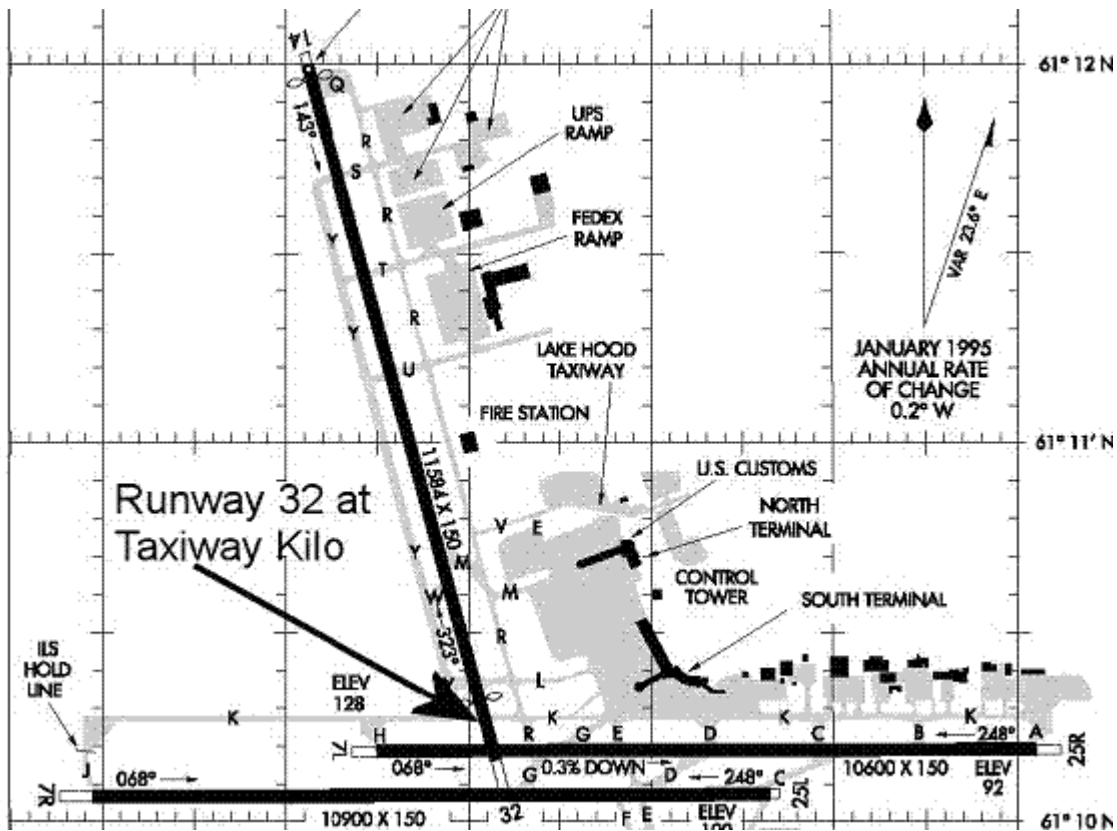 14
61° 12 N
Q
143°
UPS
RAMP
R
S
R
FEDEX
RAMP
Y
T
VAR 23.6° E
R
Y
LAKE HOOD
TAXIWAY
JANUARY 1995
ANNUAL RATE
OF CHANGE
0.2° W
U
FIRE STATION
61° 11' N
11584 X 150
U.S. CUSTOMS
Runway 32 at
Taxiway Kilo
V E
NORTH
TERMINAL
Y
M
CONTROL
TOWER
W
M
SOUTH TERMINAL
323°
R
ILS
HOLD
LINE
ELEV
128
Y
L
K
K
K
K
H
R
G
E
D
C
B
248°
A
7L
25R
J
068°
068°
G
0.3% DOWN
D
248°
C
10600 X 150
ELEV
92
7R
25L
10900 X 150
32
F
E
ELEV
61° 10 N